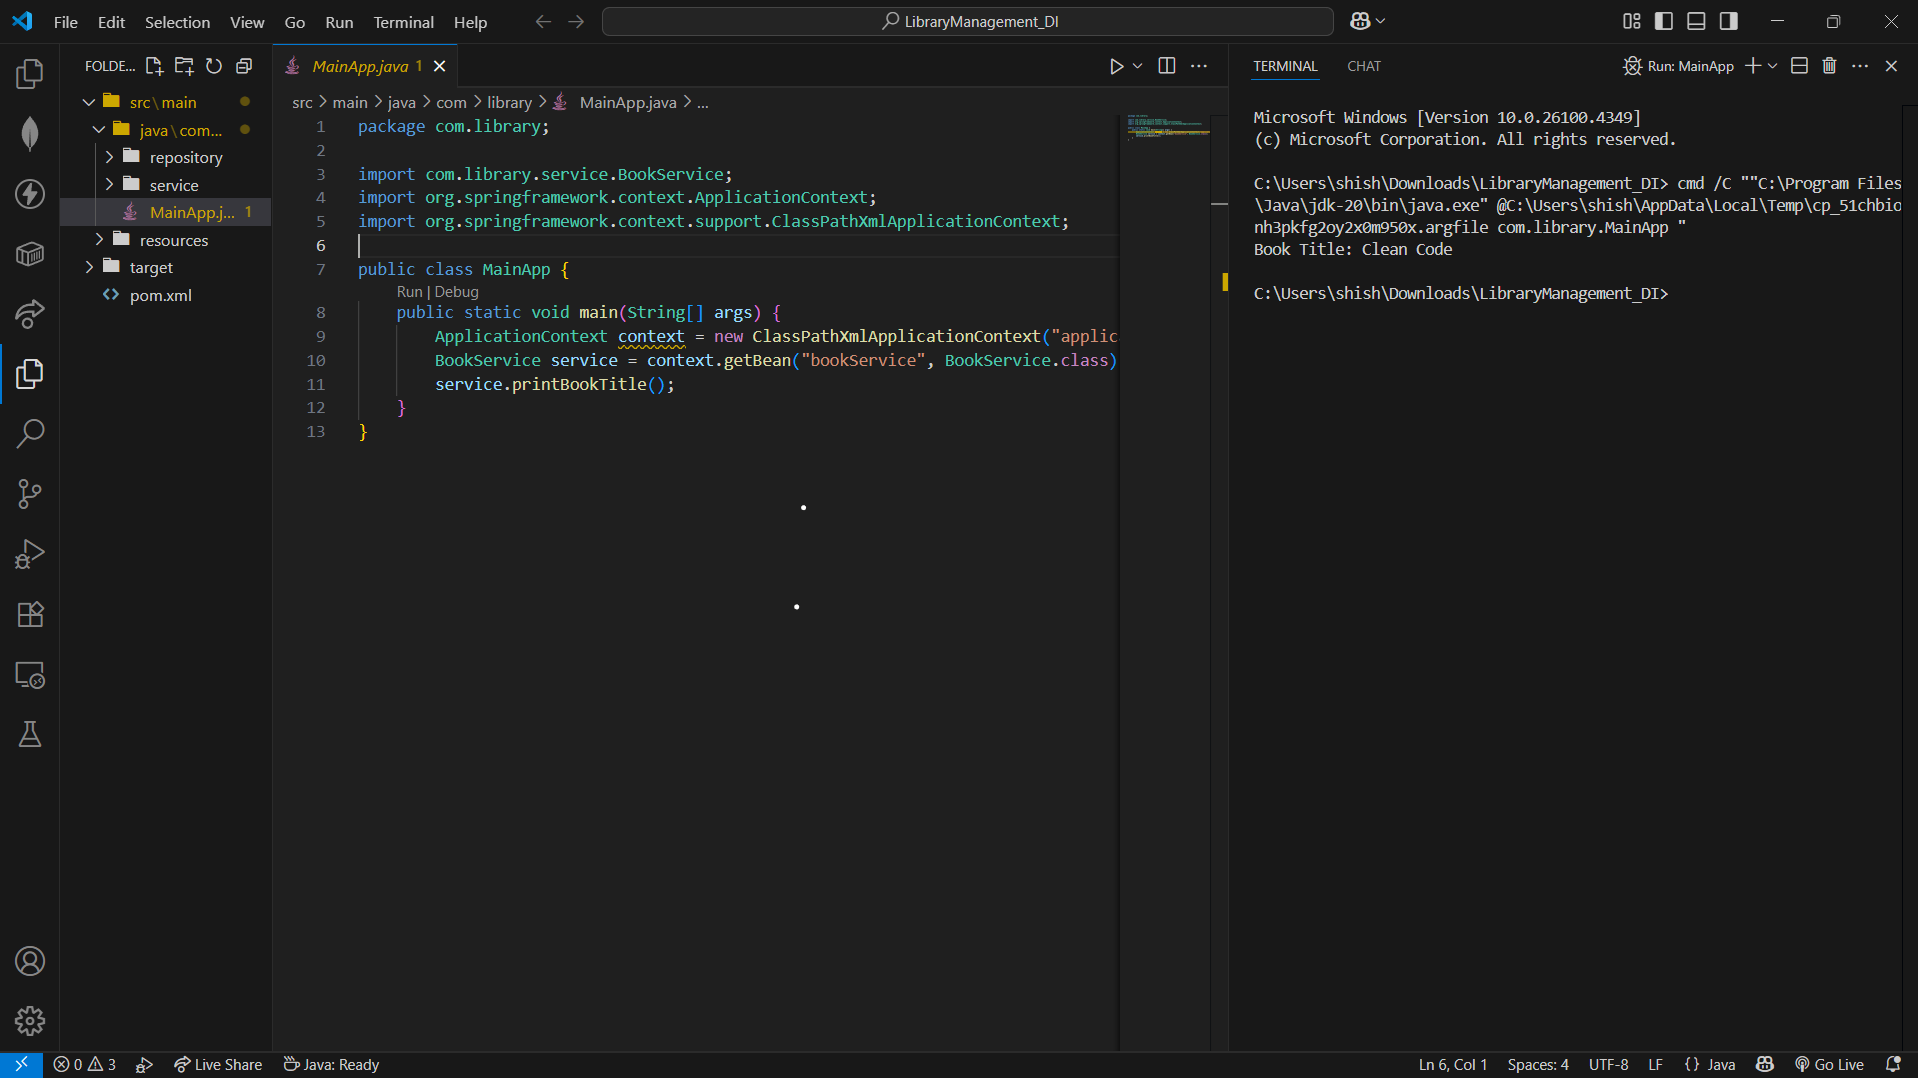 File Edit Selection View Go Run Terminal Help
LibraryManagement_DI
FOLDE...
src\main
java\com...
repository
service
MainApp.j... 1
resources
target
pom.xml
MainApp.java 1
src > main > java > com > library > MainApp.java > ...
1 package com.library;
2
3 import com.library.service.BookService;
4 import org.springframework.context.ApplicationContext;
5 import org.springframework.context.support.ClassPathXmlApplicationContext;
6
7 public class MainApp {
Run | Debug
8 public static void main(String[] args) {
9 ApplicationContext context = new ClassPathXmlApplicationContext("applic
10 BookService service = context.getBean("bookService", BookService.class)
11 service.printBookTitle();
12 }
13 }
TERMINAL CHAT
Run: MainApp
Microsoft Windows [Version 10.0.26100.4349]
(c) Microsoft Corporation. All rights reserved.
C:\Users\shish\Downloads\LibraryManagement_DI> cmd /C ""C:\Program Files
\Java\jdk-20\bin\java.exe" @C:\Users\shish\AppData\Local\Temp\cp_51chbio
nh3pkfg2oy2x0m950x.argfile com.library.MainApp "
Book Title: Clean Code
C:\Users\shish\Downloads\LibraryManagement_DI>
0 3 Live Share Java: Ready
Ln 6, Col 1 Spaces: 4 UTF-8 LF {} Java Go Live